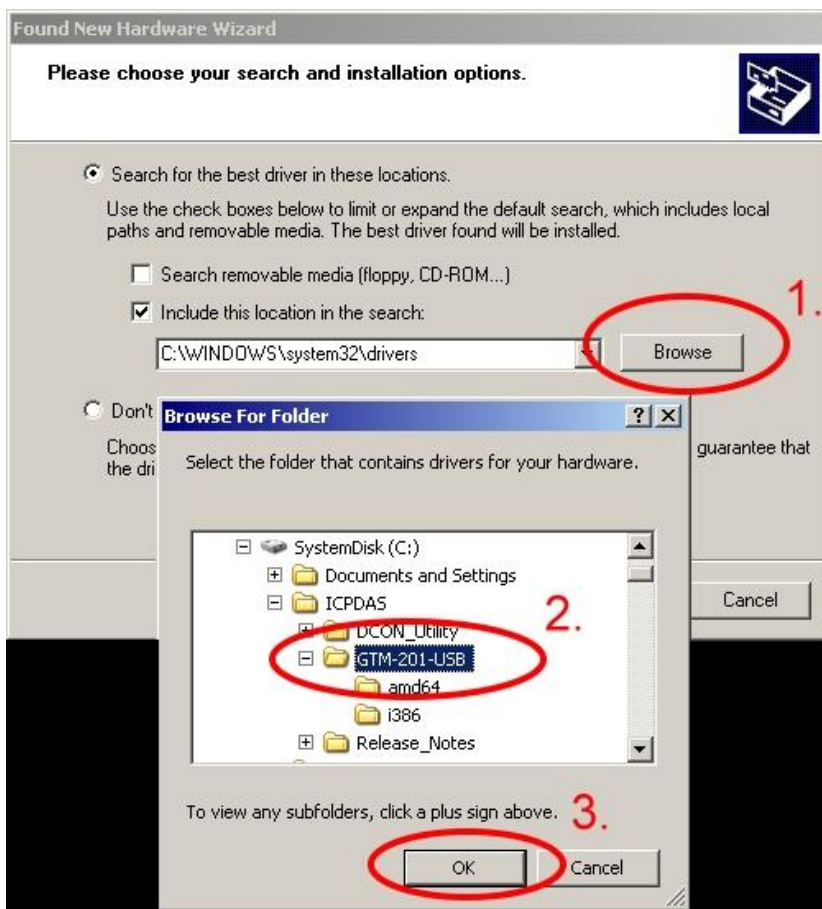 Found New Hardware Wizard
Please choose your search and installation options.
Search for the best driver in these locations.
Use the check boxes below to limit or expand the default search, which includes local
paths and removable media. The best driver found will be installed.
Search removable media (floppy, CD-ROM...)
Include this location in the search:
1.
C:\WINDOWS\system32\drivers
Browse
Don't
Browse For Folder
Choos
guarantee that
the dri
Select the folder that contains drivers for your hardware.
SystemDisk (C:)
Documents and Settings
ICPDAS
2.
DCON_Utility
GTM-201-USB
amd64
i386
Release_Notes
Cancel
To view any subfolders, click a plus sign above.
3.
OK
Cancel